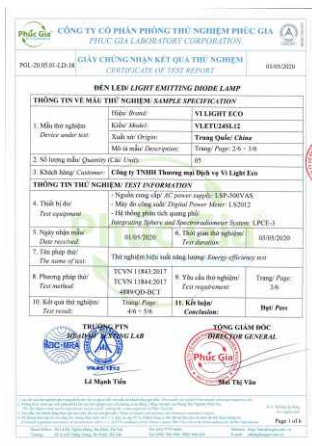 Phúc Gia
CÔNG TY CỔ PHẦN PHÒNG THỬ NGHIỆM PHÚC GIA
PHUC GIA LABORATORY CORPORATION
PGL-20.05.01-LD-08
GIẤY CHỨNG NHẬN KẾT QUẢ THỬ NGHIỆM
CERTIFICATE OF TEST REPORT
03/05/2020
ĐÈN LED/ LIGHT EMITTING DIODE LAMP
THÔNG TIN VỀ MẪU THỬ NGHIỆM/ SAMPLE SPECIFICATION
1. Mẫu thử nghiệm
Device under test:
Hiệu/ Brand:
VI LIGHT ECO
Kiểu/ Model:
VLETU24SL12
Xuất xứ/ Origin:
Trung Quốc/ China
Mô tả mẫu/ Description:
Trang/ Page: 2/6 ÷ 3/6
2. Số lượng mẫu/ Quantity (Cái/ Unit):
05
3. Khách hàng/ Customer:
Công ty TNHH Thương mại Dịch vụ Vi Light Eco
THÔNG TIN THỬ NGHIỆM/ TEST INFORMATION
4. Thiết bị đo/
Test equipment
- Nguồn cung cấp/ AC power supply: LSP-500VAS
- Máy đo công suất/ Digital Power Meter: LS2012
- Hệ thống phân tích quang phổ/
Integrating Sphere and Spectroradiometer System: LPCE-3
5. Ngày nhận mẫu/
Date received:
01/05/2020
6. Thời gian thử nghiệm/
Test duration:
03/05/2020
7. Tên phép thử/
The name of test:
Thử nghiệm hiệu suất năng lượng/ Energy efficiency test
8. Phương pháp thử/
Test method:
TCVN 11843:2017
TCVN 11844:2017
4889/QĐ-BCT
9. Yêu cầu thử nghiệm/
Test requirement:
Trang/ Page:
3/6
10. Kết quả thử nghiệm/
Test result:
Trang/ Page:
4/6 ÷ 5/6
11. Kết luận/
Conclusion:
Đạt/ Pass
TRƯỞNG PTN
HEAD OF TESTING LAB
TỔNG GIÁM ĐỐC
DIRECTOR GENERAL
ilac-MRA
VILAS 1212
Phúc Gia
Lê Mạnh Tiến
Mai Thị Vân
Page 1 of 6